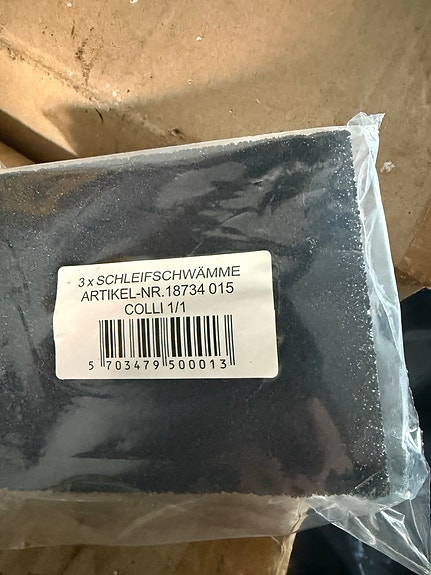 3 x SCHLEIFSCHWÄMME
ARTIKEL-NR.18734 015
COLLI 1/1
5 703479 500013